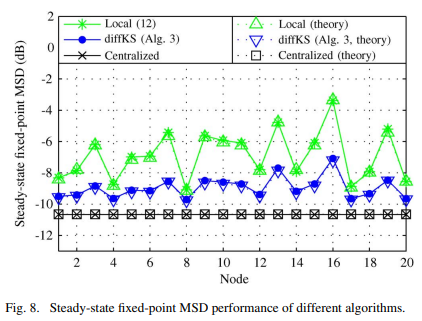 Local (12)
Local (theory)
diffKS (Alg. 3)
diffKS (Alg. 3, theory)
Centralized
Centralized (theory)
Steady-state fixed-point MSD (dB)
2
0
-2
-4
-6
-8
-10
-12
2 4 6 8 10 12 14 16 18 20
Node
Fig. 8. Steady-state fixed-point MSD performance of different algorithms.